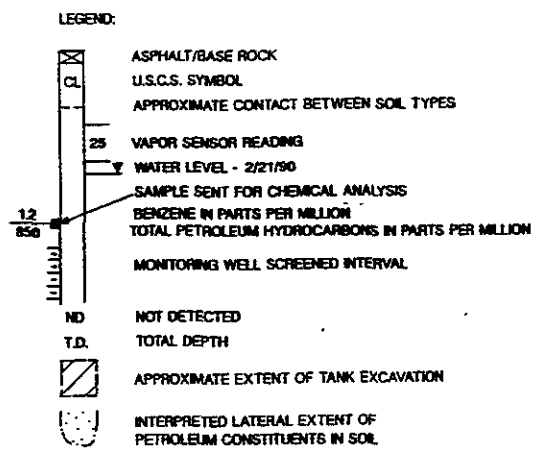 LEGEND:
ASPHALT/BASE ROCK
CL U.S.C.S. SYMBOL
APPROXIMATE CONTACT BETWEEN SOIL TYPES
25 VAPOR SENSOR READING
WATER LEVEL - 2/21/90
SAMPLE SENT FOR CHEMICAL ANALYSIS
1.2 BENZENE IN PARTS PER MILLION
850 TOTAL PETROLEUM HYDROCARBONS IN PARTS PER MILLION
MONITORING WELL SCREENED INTERVAL
ND NOT DETECTED
T.D. TOTAL DEPTH
APPROXIMATE EXTENT OF TANK EXCAVATION
INTERPRETED LATERAL EXTENT OF
PETROLEUM CONSTITUENTS IN SOIL